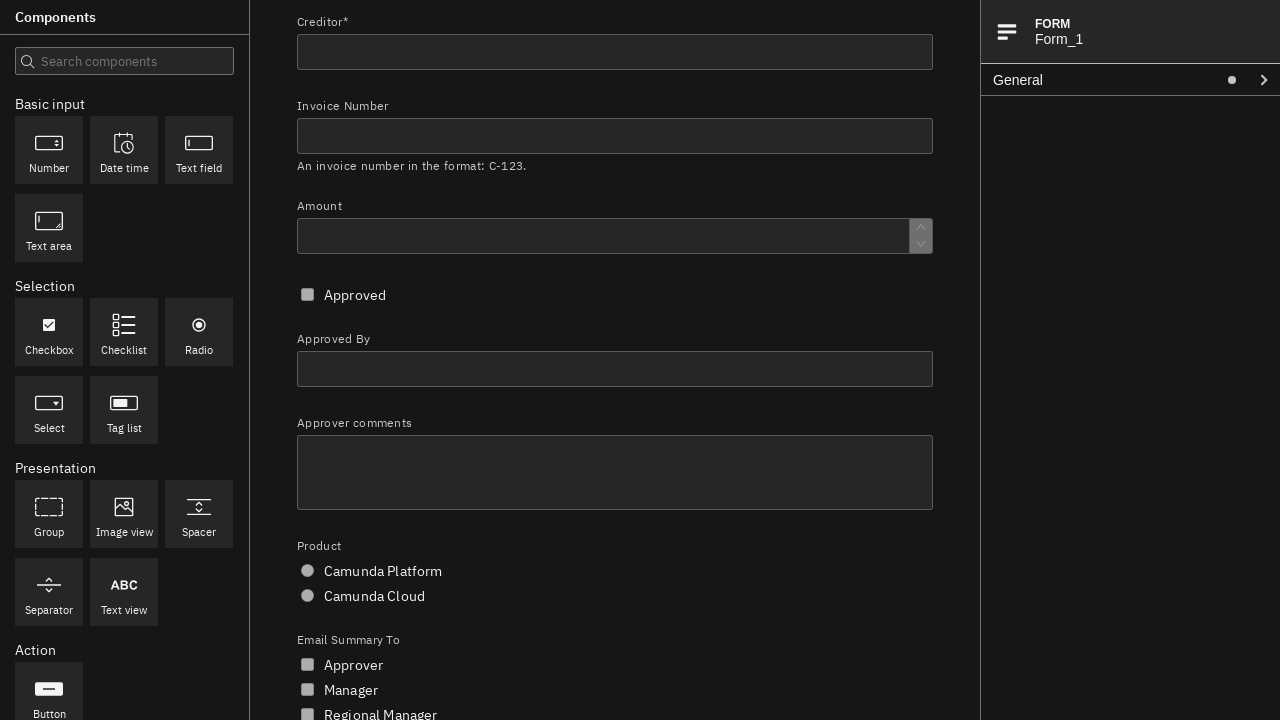 Components
Search components
Basic input
Number
Date time
Text field
Text area
Selection
Checkbox
Checklist
Radio
Select
Tag list
Presentation
Group
Image view
Spacer
Separator
ABC
Text view
Action
Button
Creditor*
Invoice Number
An invoice number in the format: C-123.
Amount
Approved
Approved By
Approver comments
Product
Camunda Platform
Camunda Cloud
Email Summary To
Approver
Manager
Regional Manager
FORM
Form_1
General